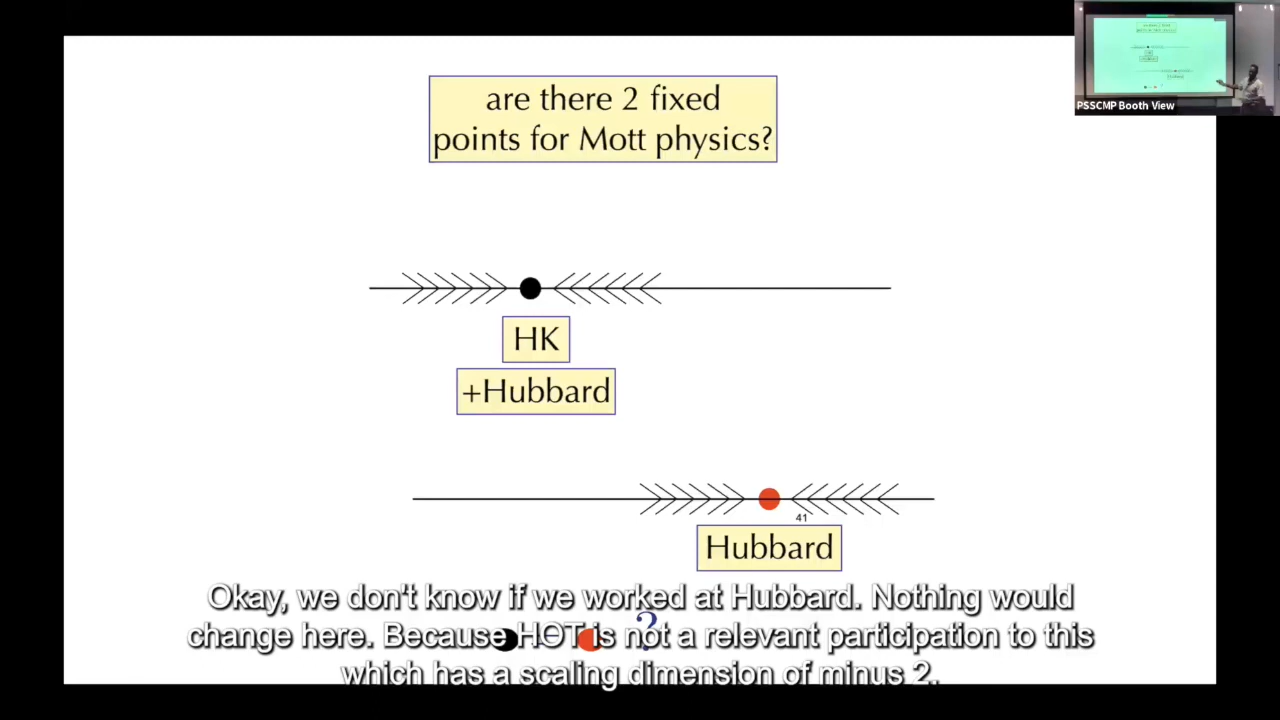 are there 2 fixed
points for Mott physics?
PSSCMP Booth View
HK
+Hubbard
41
Hubbard
Okay, we don't know if we worked at Hubbard. Nothing would
change here. Because HOT is not a relevant participation to this
which has a scaling dimension of minus 2.
?